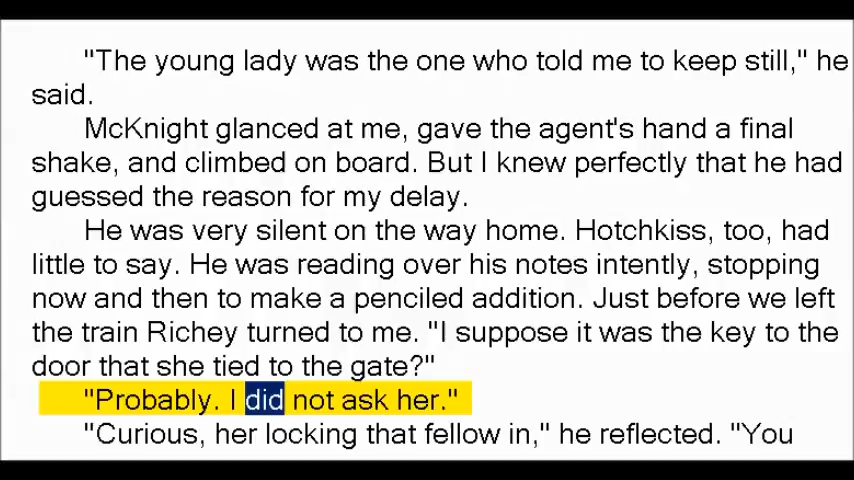 "The young lady was the one who told me to keep still," he
said.
McKnight glanced at me, gave the agent's hand a final
shake, and climbed on board. But I knew perfectly that he had
guessed the reason for my delay.
He was very silent on the way home. Hotchkiss, too, had
little to say. He was reading over his notes intently, stopping
now and then to make a penciled addition. Just before we left
the train Richey turned to me. "I suppose it was the key to the
door that she tied to the gate?"
"Probably. I did not ask her."
"Curious, her locking that fellow in," he reflected. "You